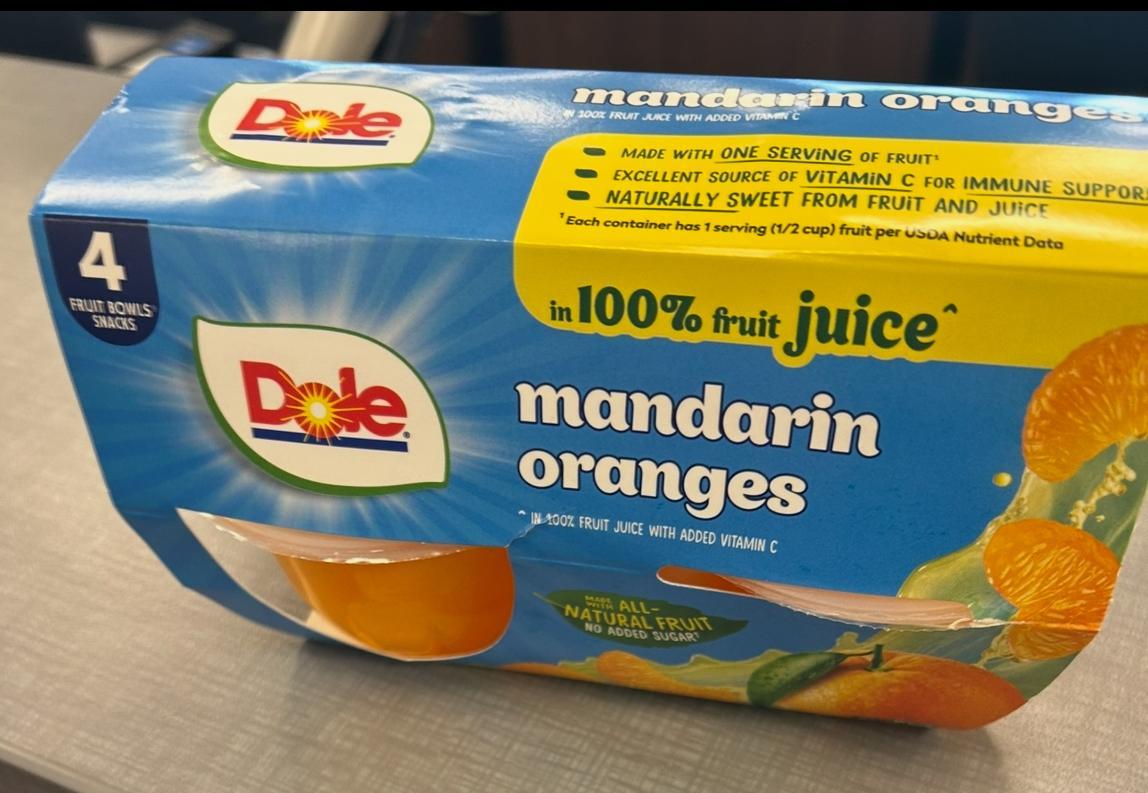 Dole
mandarin oranges
IN 100% FRUIT JUICE WITH ADDED VITAMIN C
MADE WITH ONE SERVING OF FRUIT¹
EXCELLENT SOURCE OF VITAMIN C FOR IMMUNE SUPPOR
NATURALLY SWEET FROM FRUIT AND JUICE
¹Each container has 1 serving (1/2 cup) fruit per USDA Nutrient Data
4
FRUIT BOWLS®
SNACKS
in 100% fruit juice^
Dole®
mandarin
oranges
^ IN 100% FRUIT JUICE WITH ADDED VITAMIN C
MADE
WITH ALL-
NATURAL FRUIT
NO ADDED SUGAR†